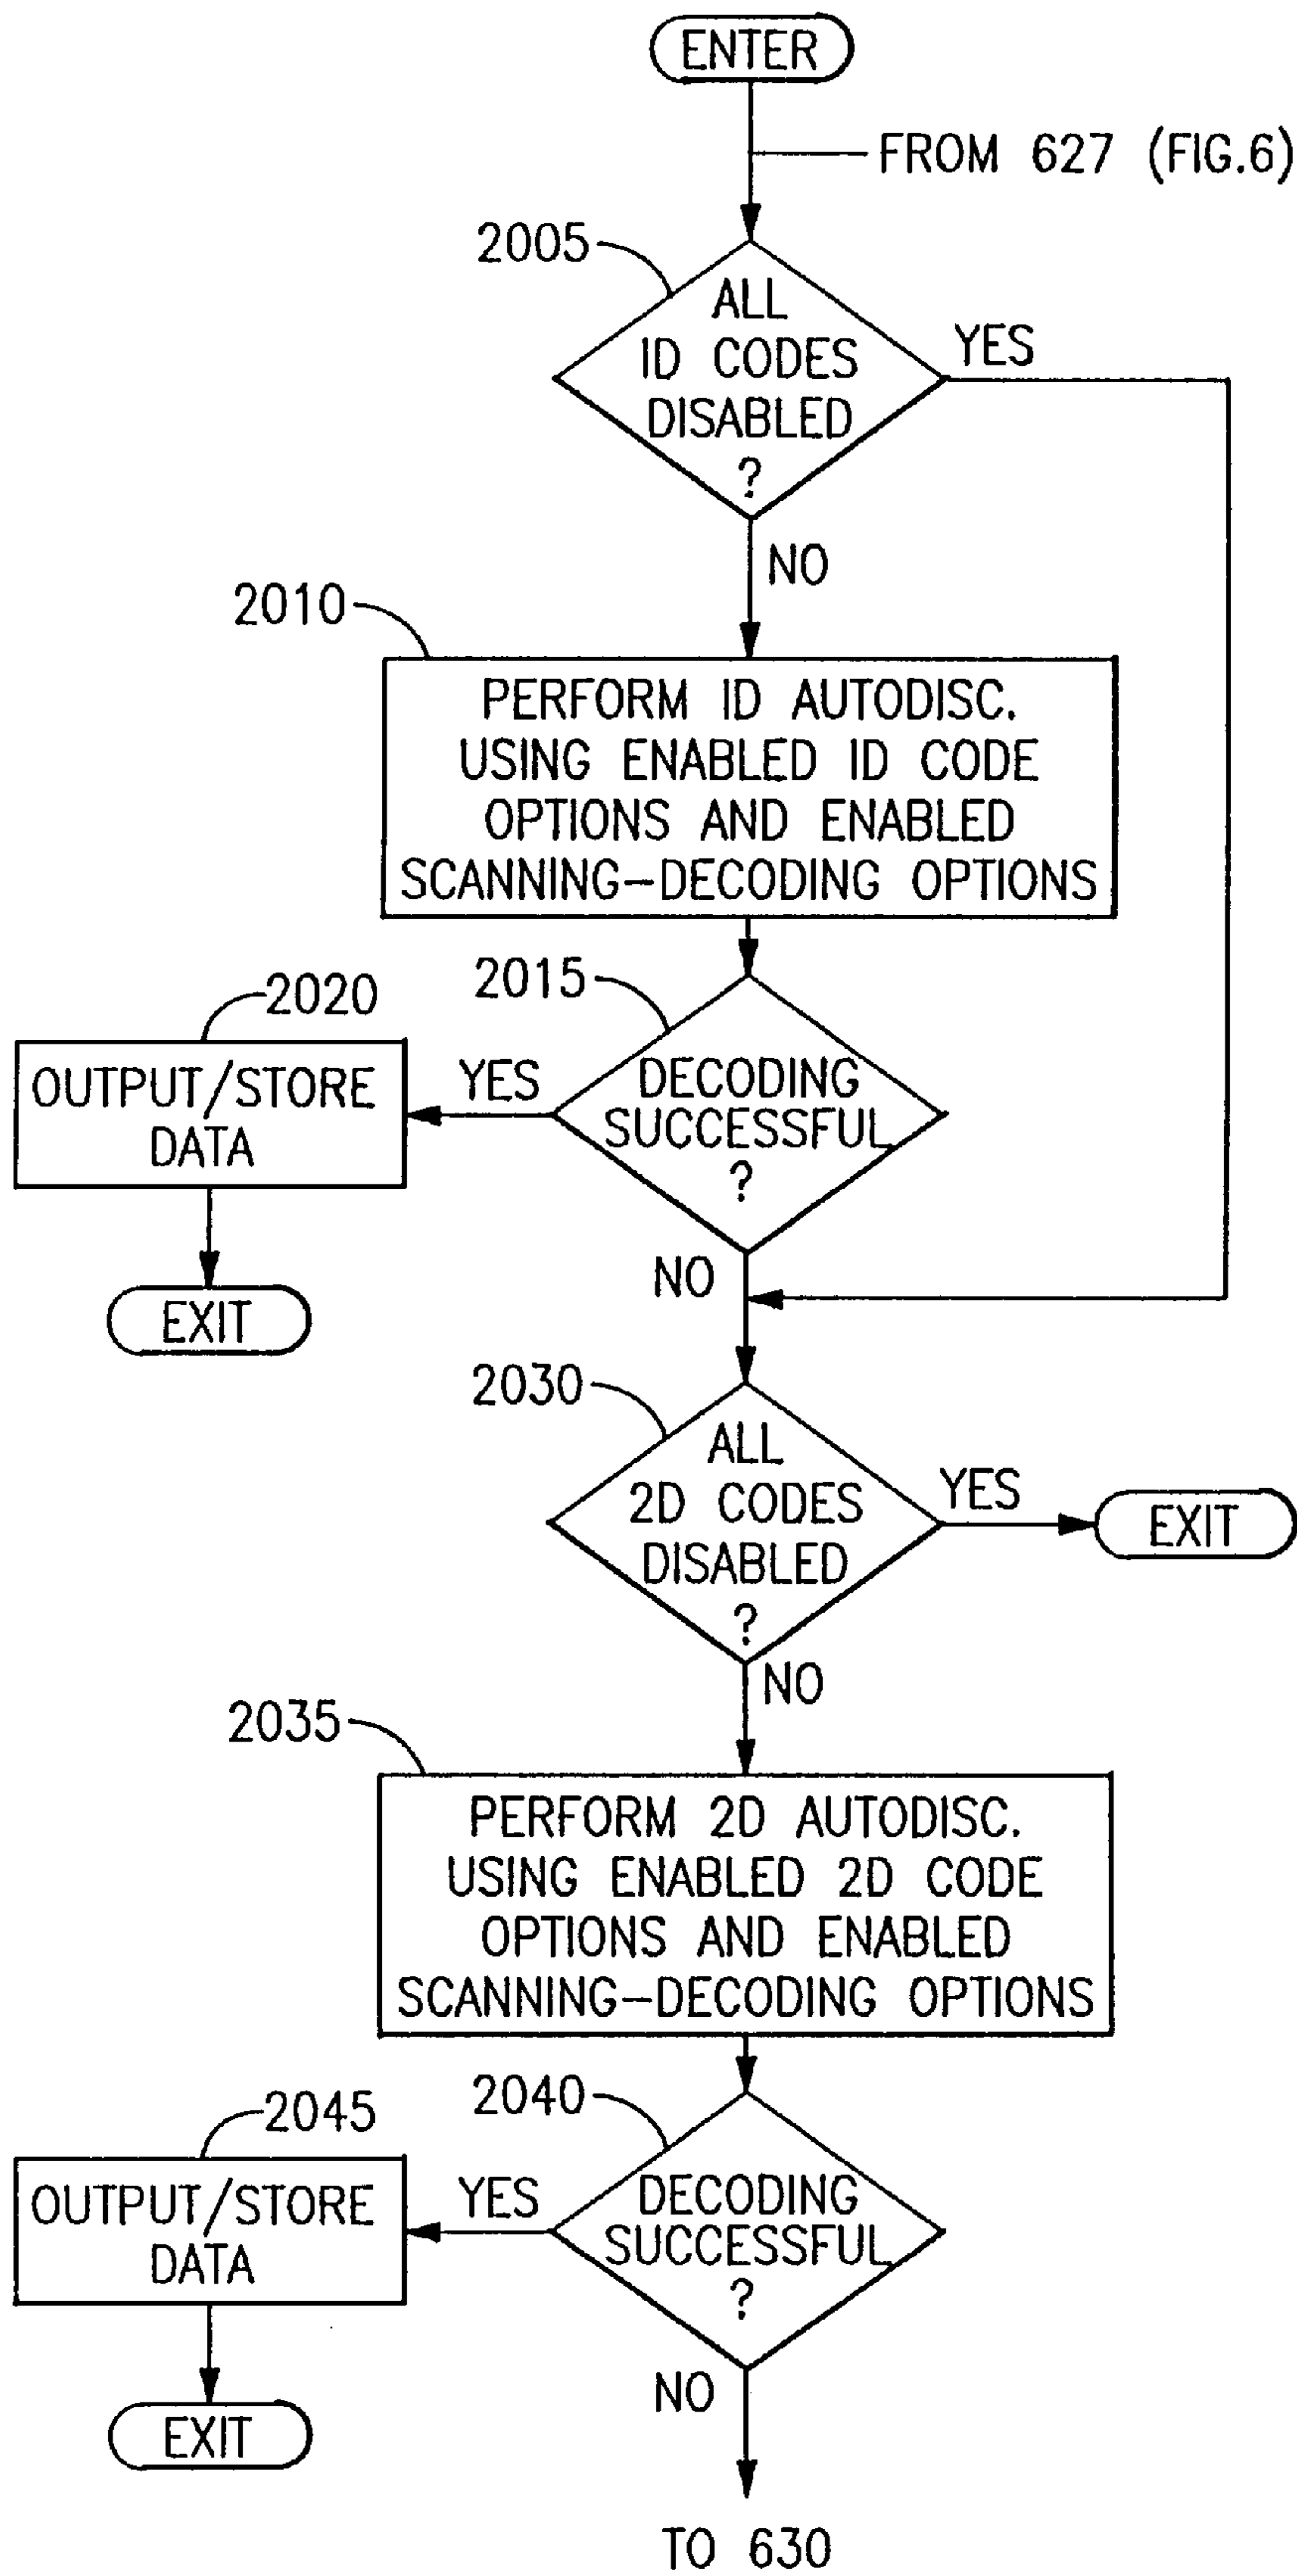 ENTER
FROM 627 (FIG.6)
2005
ALL
ID CODES
DISABLED
?
YES
NO
2010
PERFORM ID AUTODISC.
USING ENABLED ID CODE
OPTIONS AND ENABLED
SCANNING-DECODING OPTIONS
2015
DECODING
SUCCESSFUL
?
YES
2020
OUTPUT/STORE
DATA
EXIT
NO
2030
ALL
2D CODES
DISABLED
?
YES
EXIT
NO
2035
PERFORM 2D AUTODISC.
USING ENABLED 2D CODE
OPTIONS AND ENABLED
SCANNING-DECODING OPTIONS
2040
DECODING
SUCCESSFUL
?
YES
2045
OUTPUT/STORE
DATA
EXIT
NO
TO 630